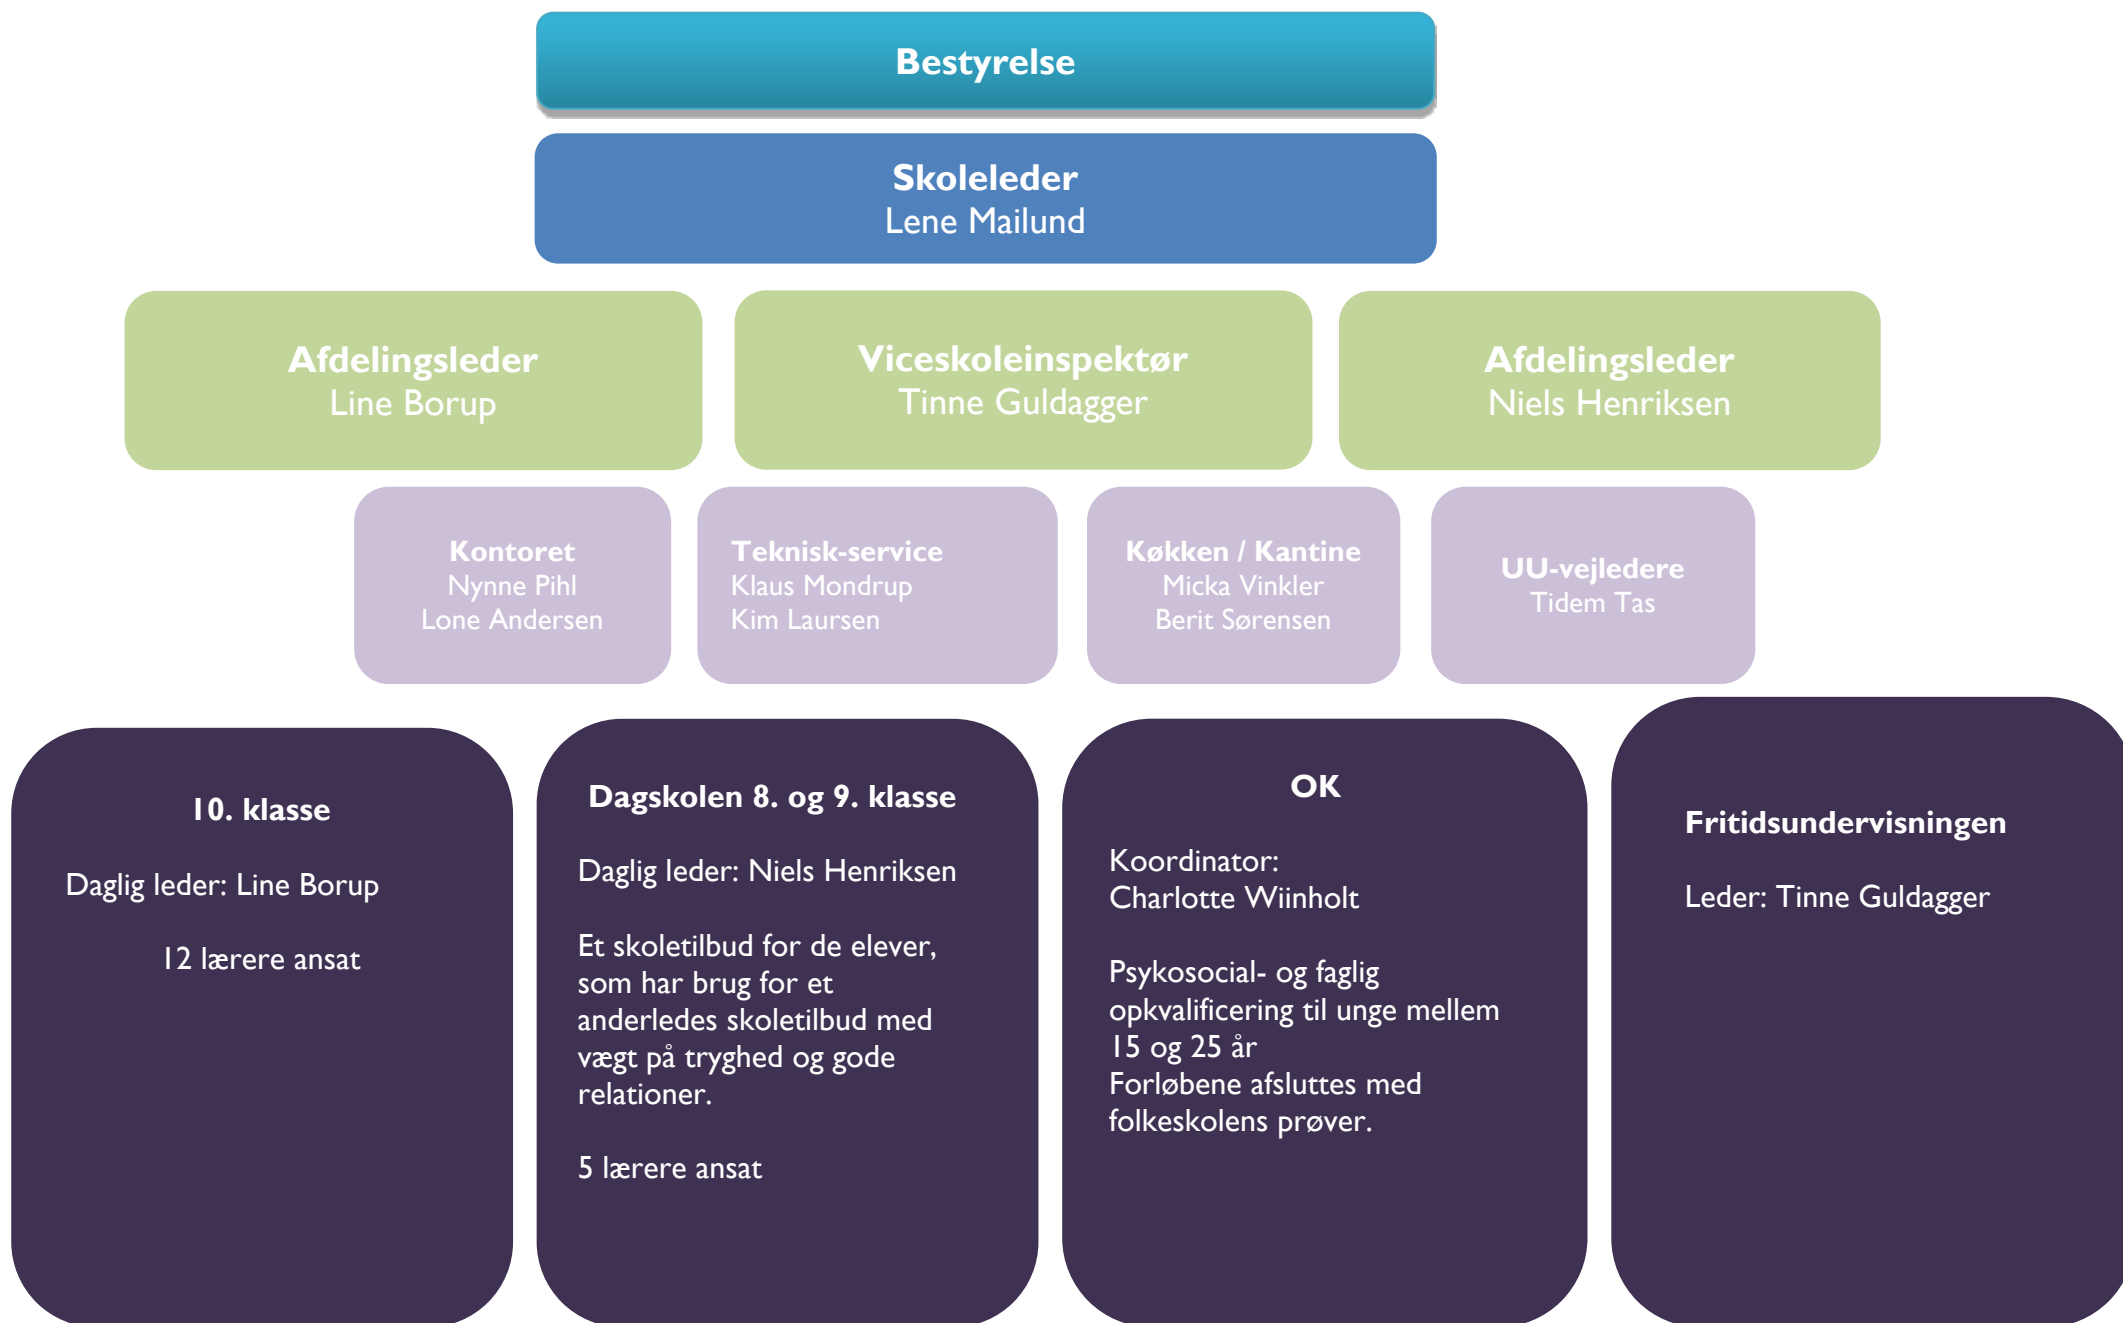 Bestyrelse
Skoleleder
Lene Mailund
Afdelingsleder
Line Borup
Viceskoleinspektør
Tinne Guldagger
Afdelingsleder
Niels Henriksen
Kontoret
Nynne Pihl
Lone Andersen
Teknisk-service
Klaus Mondrup
Kim Laursen
Køkken / Kantine
Micka Vinkler
Berit Sørensen
UU-vejledere
Tidem Tas
10. klasse
Daglig leder: Line Borup
12 lærere ansat
Dagskolen 8. og 9. klasse
Daglig leder: Niels Henriksen
Et skoletilbud for de elever,
som har brug for et
anderledes skoletilbud med
vægt på tryghed og gode
relationer.
5 lærere ansat
OK
Koordinator:
Charlotte Wiinholt
Psykosocial- og faglig
opkvalificering til unge mellem
15 og 25 år
Forløbene afsluttes med
folkeskolens prøver.
Fritidsundervisningen
Leder: Tinne Guldagger